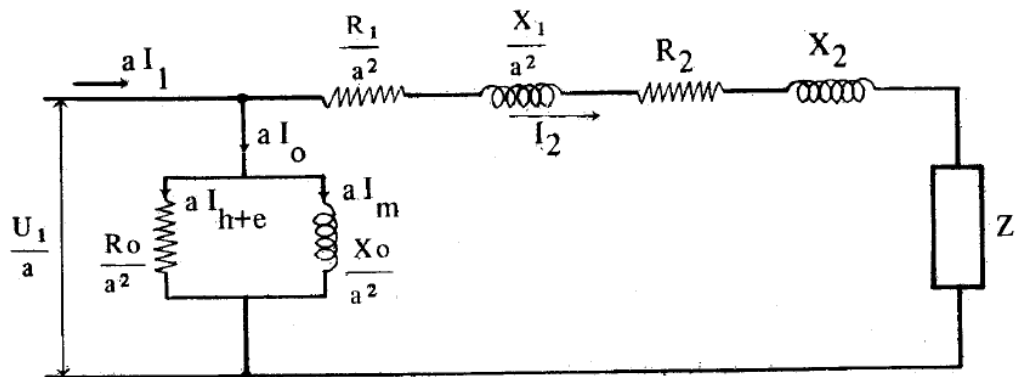 a I₁
R₁/a²
X₁/a²
R₂
X₂
a Iₒ
I₂
a Iₕ₊ₑ
a Iₘ
U₁/a
Ro/a²
Xo/a²
Z